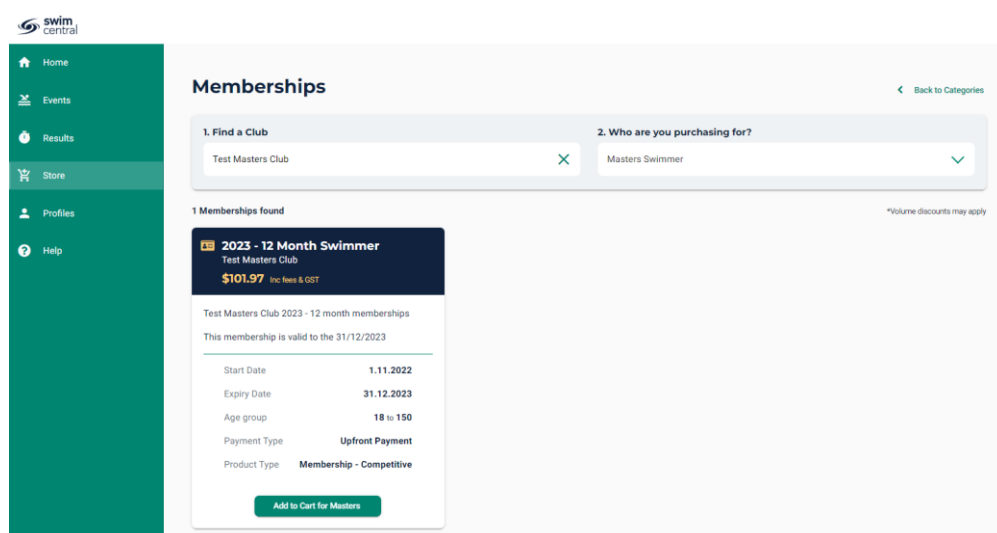 swim
central
Home
Events
Results
Store
Profiles
Help
Memberships
Back to Categories
1. Find a Club
2. Who are you purchasing for?
Test Masters Club
Masters Swimmer
1 Memberships found
*Volume discounts may apply
2023 - 12 Month Swimmer
Test Masters Club
$101.97 Inc fees & GST
Test Masters Club 2023 - 12 month memberships
This membership is valid to the 31/12/2023
Start Date 1.11.2022
Expiry Date 31.12.2023
Age group 18 to 150
Payment Type Upfront Payment
Product Type Membership - Competitive
Add to Cart for Masters